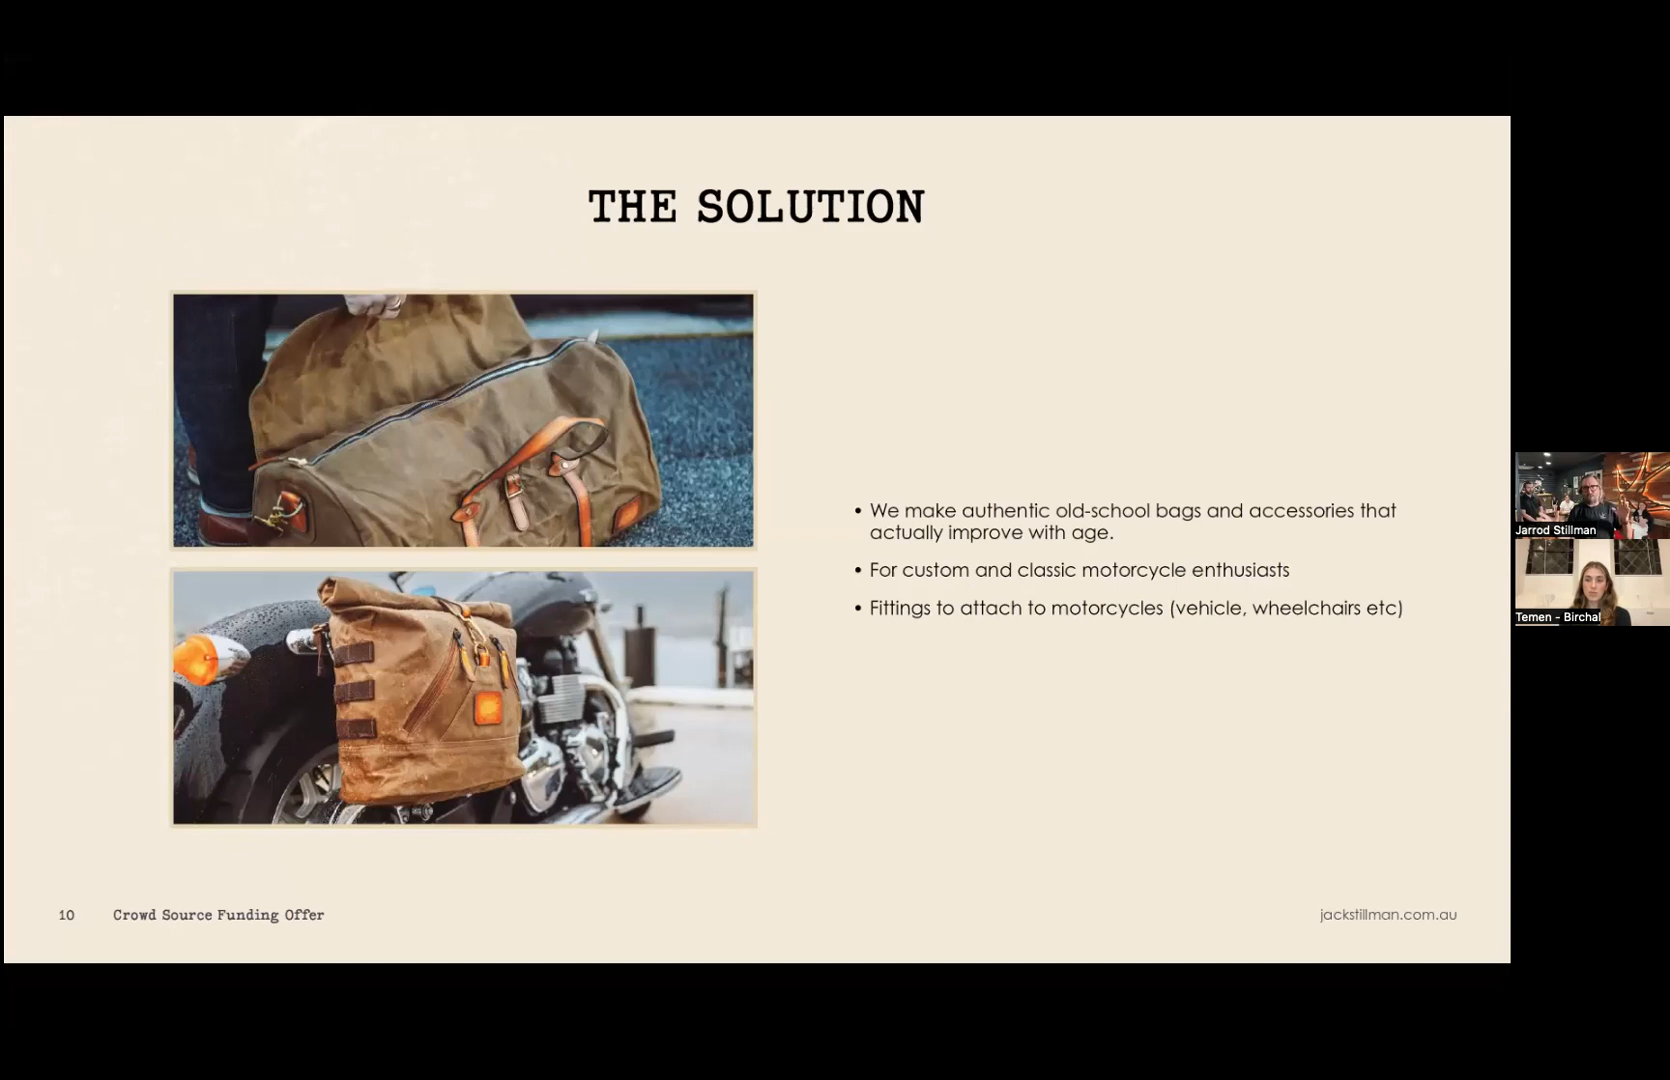 THE SOLUTION
• We make authentic old-school bags and accessories that
actually improve with age.
• For custom and classic motorcycle enthusiasts
• Fittings to attach to motorcycles (vehicle, wheelchairs etc)
Jarrod Stillman
Temen - Birchal
10
Crowd Source Funding Offer
jackstillman.com.au